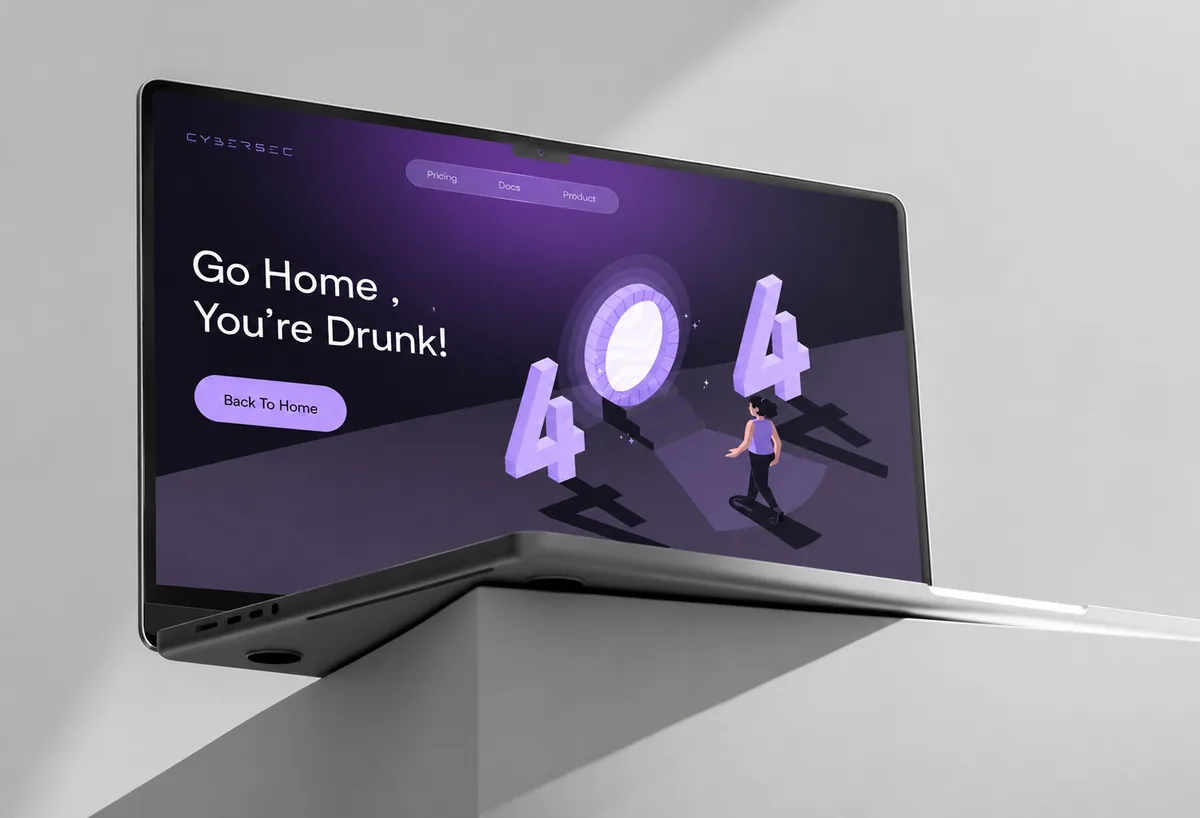 CYBERSEC
Pricing Docs Product
Go Home ,
You're Drunk!
Back To Home
404